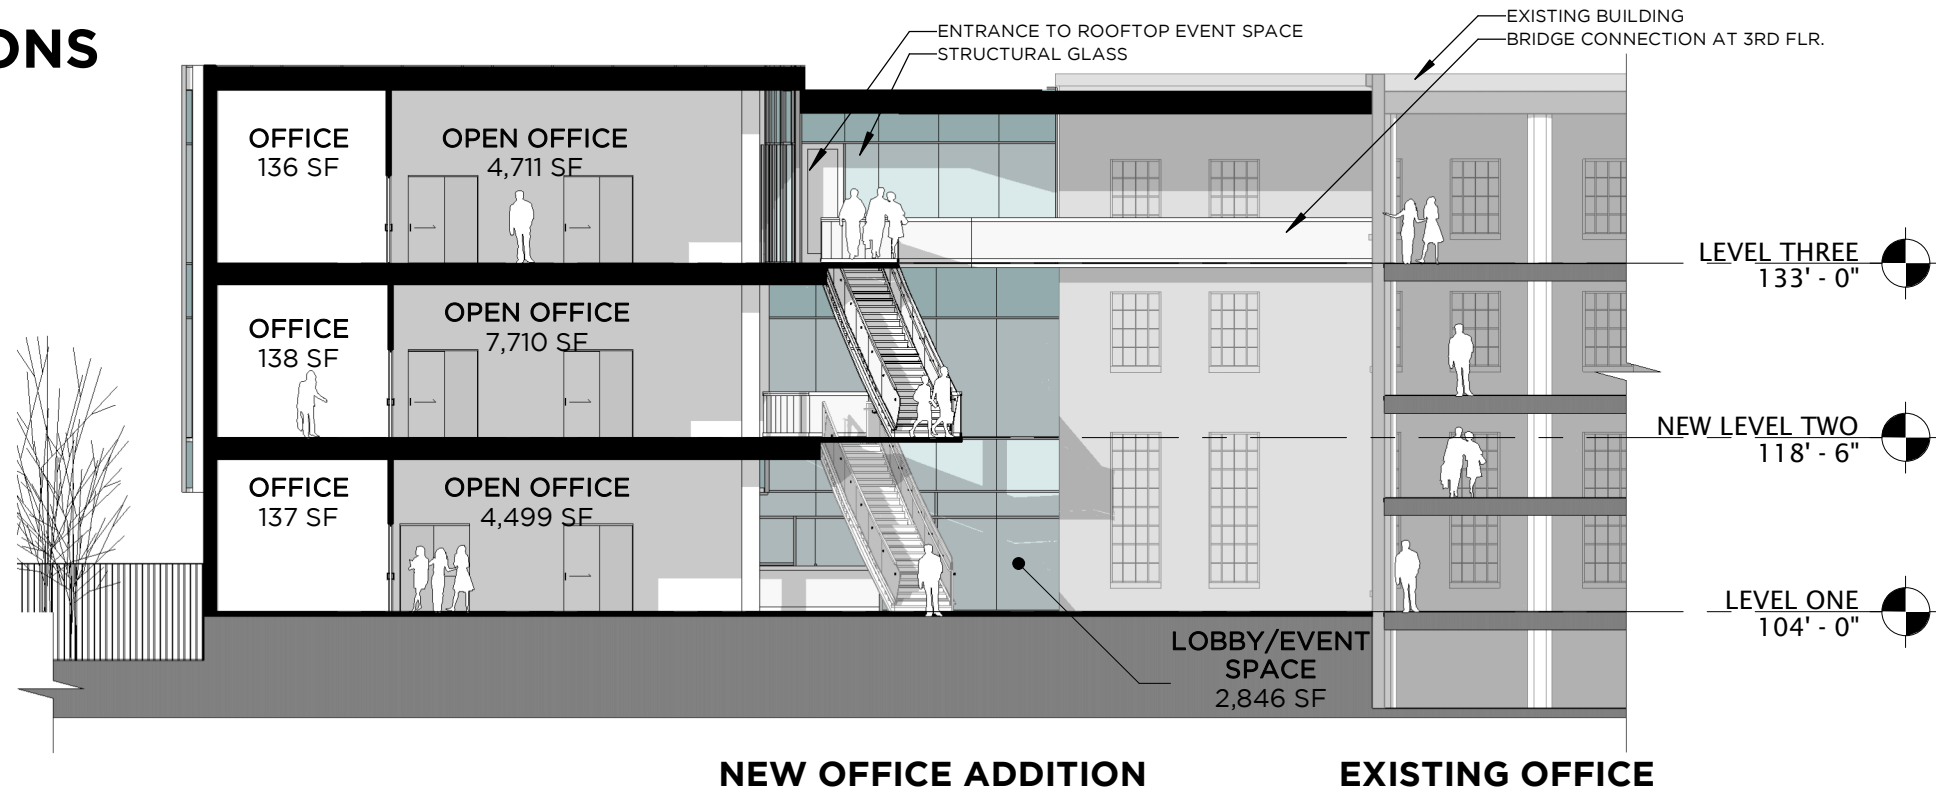 ONS
ENTRANCE TO ROOFTOP EVENT SPACE
STRUCTURAL GLASS
EXISTING BUILDING
BRIDGE CONNECTION AT 3RD FLR.
OFFICE
136 SF
OPEN OFFICE
4,711 SF
LEVEL THREE
133' - 0"
OFFICE
138 SF
OPEN OFFICE
7,710 SF
NEW LEVEL TWO
118' - 6"
OFFICE
137 SF
OPEN OFFICE
4,499 SF
LEVEL ONE
104' - 0"
LOBBY/EVENT
SPACE
2,846 SF
NEW OFFICE ADDITION
EXISTING OFFICE